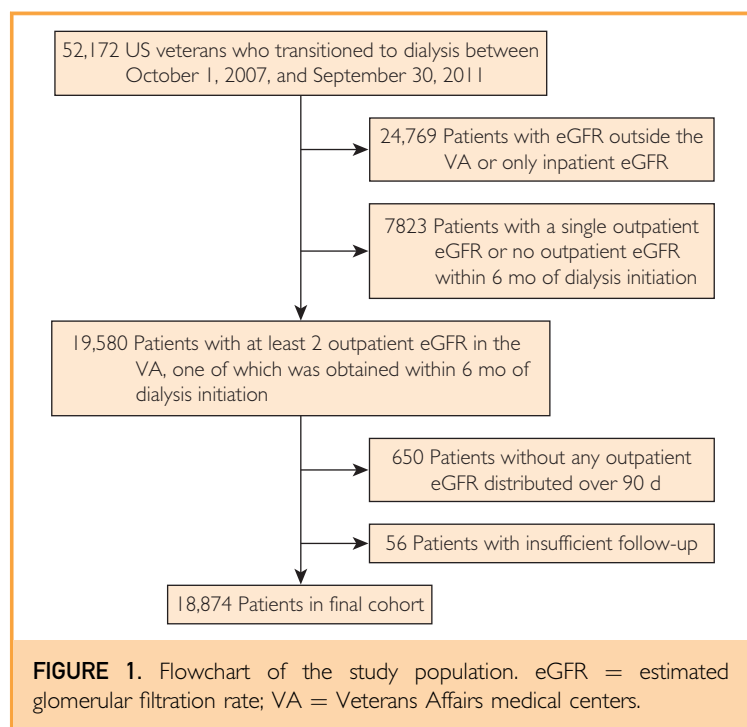 52,172 US veterans who transitioned to dialysis between
October 1, 2007, and September 30, 2011
24,769 Patients with eGFR outside the
VA or only inpatient eGFR
7823 Patients with a single outpatient
eGFR or no outpatient eGFR
within 6 mo of dialysis initiation
19,580 Patients with at least 2 outpatient eGFR in the
VA, one of which was obtained within 6 mo of
dialysis initiation
650 Patients without any outpatient
eGFR distributed over 90 d
56 Patients with insufficient follow-up
18,874 Patients in final cohort
FIGURE 1. Flowchart of the study population. eGFR = estimated
glomerular filtration rate; VA = Veterans Affairs medical centers.